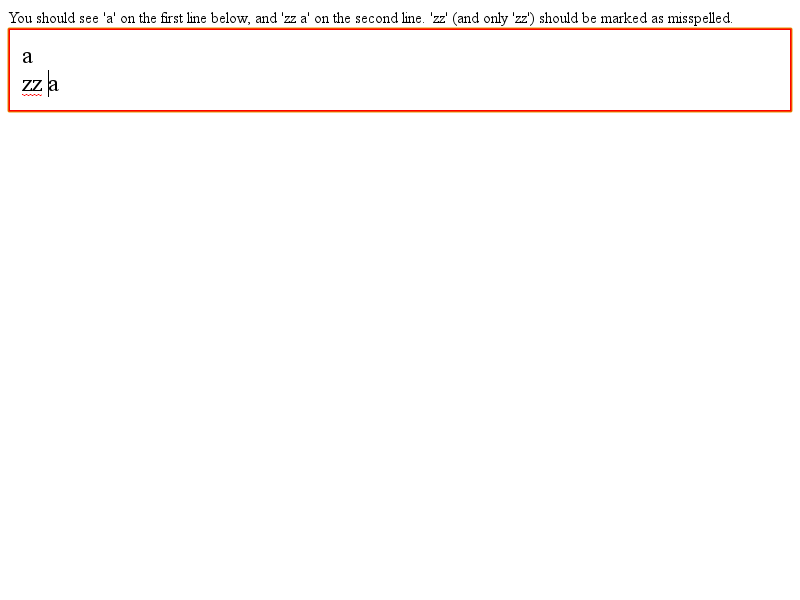 You should see 'a' on the first line below, and 'zz a' on the second line. 'zz' (and only 'zz') should be marked as misspelled.
a
zz a